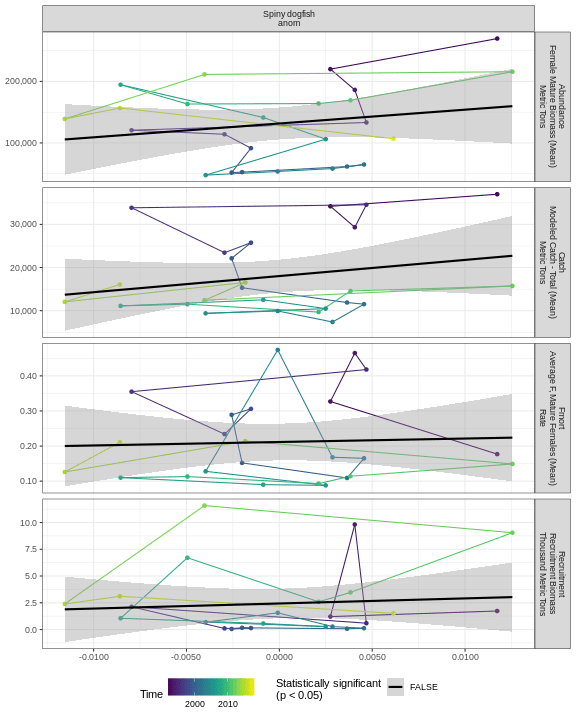 Spiny dogfish
anom
200,000
100,000
Abundance
Female Mature Biomass (Mean)
Metric Tons
30,000
20,000
10,000
Catch
Modeled Catch - Total (Mean)
Metric Tons
0.40
0.30
0.20
0.10
Fmort
Average F, Mature Females (Mean)
Rate
10.0
7.5
5.0
2.5
0.0
Recruitment
Recruitment Biomass
Thousand Metric Tons
-0.0100
-0.0050
0.0000
0.0050
0.0100
Time
2000 2010
Statistically significant
(p < 0.05)
FALSE